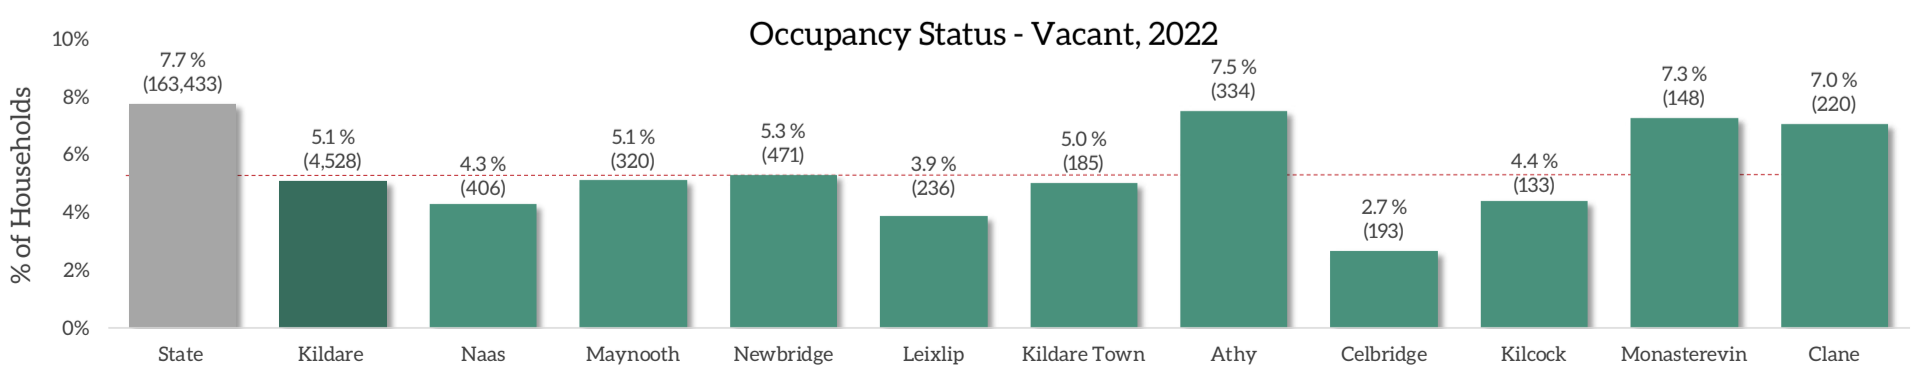 Occupancy Status - Vacant, 2022
% of Households
10%
8%
6%
4%
2%
0%
7.7 %
(163,433)
5.1 %
(4,528)
4.3 %
(406)
5.1 %
(320)
5.3 %
(471)
3.9 %
(236)
5.0 %
(185)
7.5 %
(334)
2.7 %
(193)
4.4 %
(133)
7.3 %
(148)
7.0 %
(220)
State
Kildare
Naas
Maynooth
Newbridge
Leixlip
Kildare Town
Athy
Celbridge
Kilcock
Monasterevin
Clane